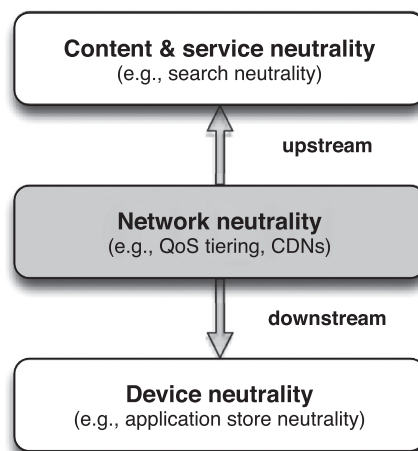 Content & service neutrality
(e.g., search neutrality)
upstream
Network neutrality
(e.g., QoS tiering, CDNs)
downstream
Device neutrality
(e.g., application store neutrality)